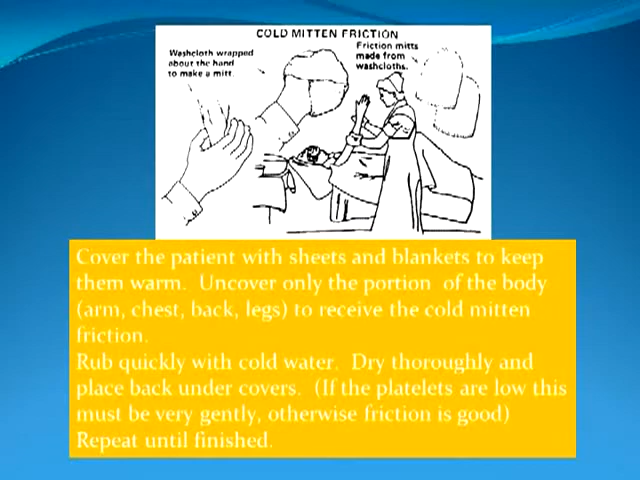 COLD MITTEN FRICTION
Washcloth wrapped
about the hand
to make a mitt.
Friction mitts
made from
washcloths.
Cover the patient with sheets and blankets to keep
them warm. Uncover only the portion of the body
(arm, chest, back, legs) to receive the cold mitten
friction.
Rub quickly with cold water. Dry thoroughly and
place back under covers. (If the platelets are low this
must be very gently, otherwise friction is good)
Repeat until finished.